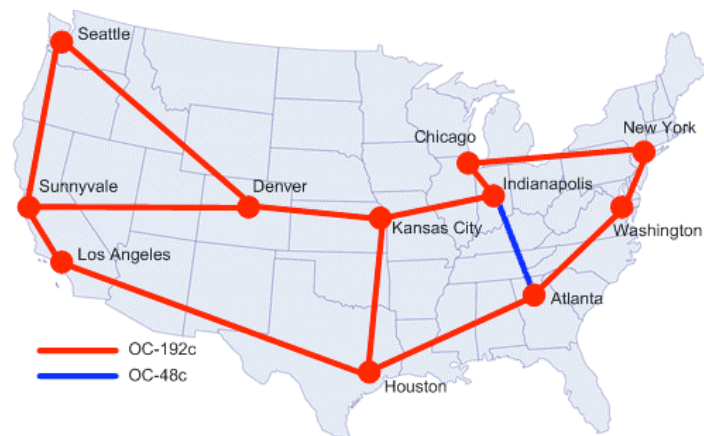 Seattle
New York
Chicago
Sunnyvale
Denver
Indianapolis
Kansas City
Washington
Los Angeles
Atlanta
OC-192c
OC-48c
Houston